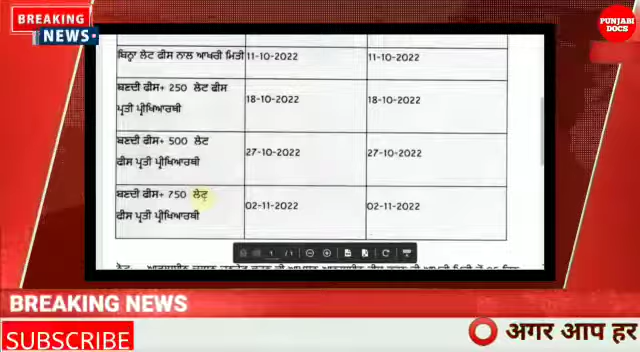 BREAKING
NEWS
PUNJABI
DOCS
ਬਿਨ੍ਹਾ ਲੇਟ ਫੀਸ ਨਾਲ ਆਖਰੀ ਮਿਤੀ 11-10-2022 11-10-2022
ਬਣਦੀ ਫੀਸ+ 250 ਲੇਟ ਫੀਸ
ਪ੍ਰਤੀ ਪ੍ਰੀਖਿਆਰਥੀ 18-10-2022 18-10-2022
ਬਣਦੀ ਫੀਸ+ 500 ਲੇਟ
ਫੀਸ ਪ੍ਰਤੀ ਪ੍ਰੀਖਿਆਰਥੀ 27-10-2022 27-10-2022
ਬਣਦੀ ਫੀਸ+ 750 ਲੇਟ
ਫੀਸ ਪ੍ਰਤੀ ਪ੍ਰੀਖਿਆਰਥੀ 02-11-2022 02-11-2022
BREAKING NEWS
SUBSCRIBE
अगर आप हर